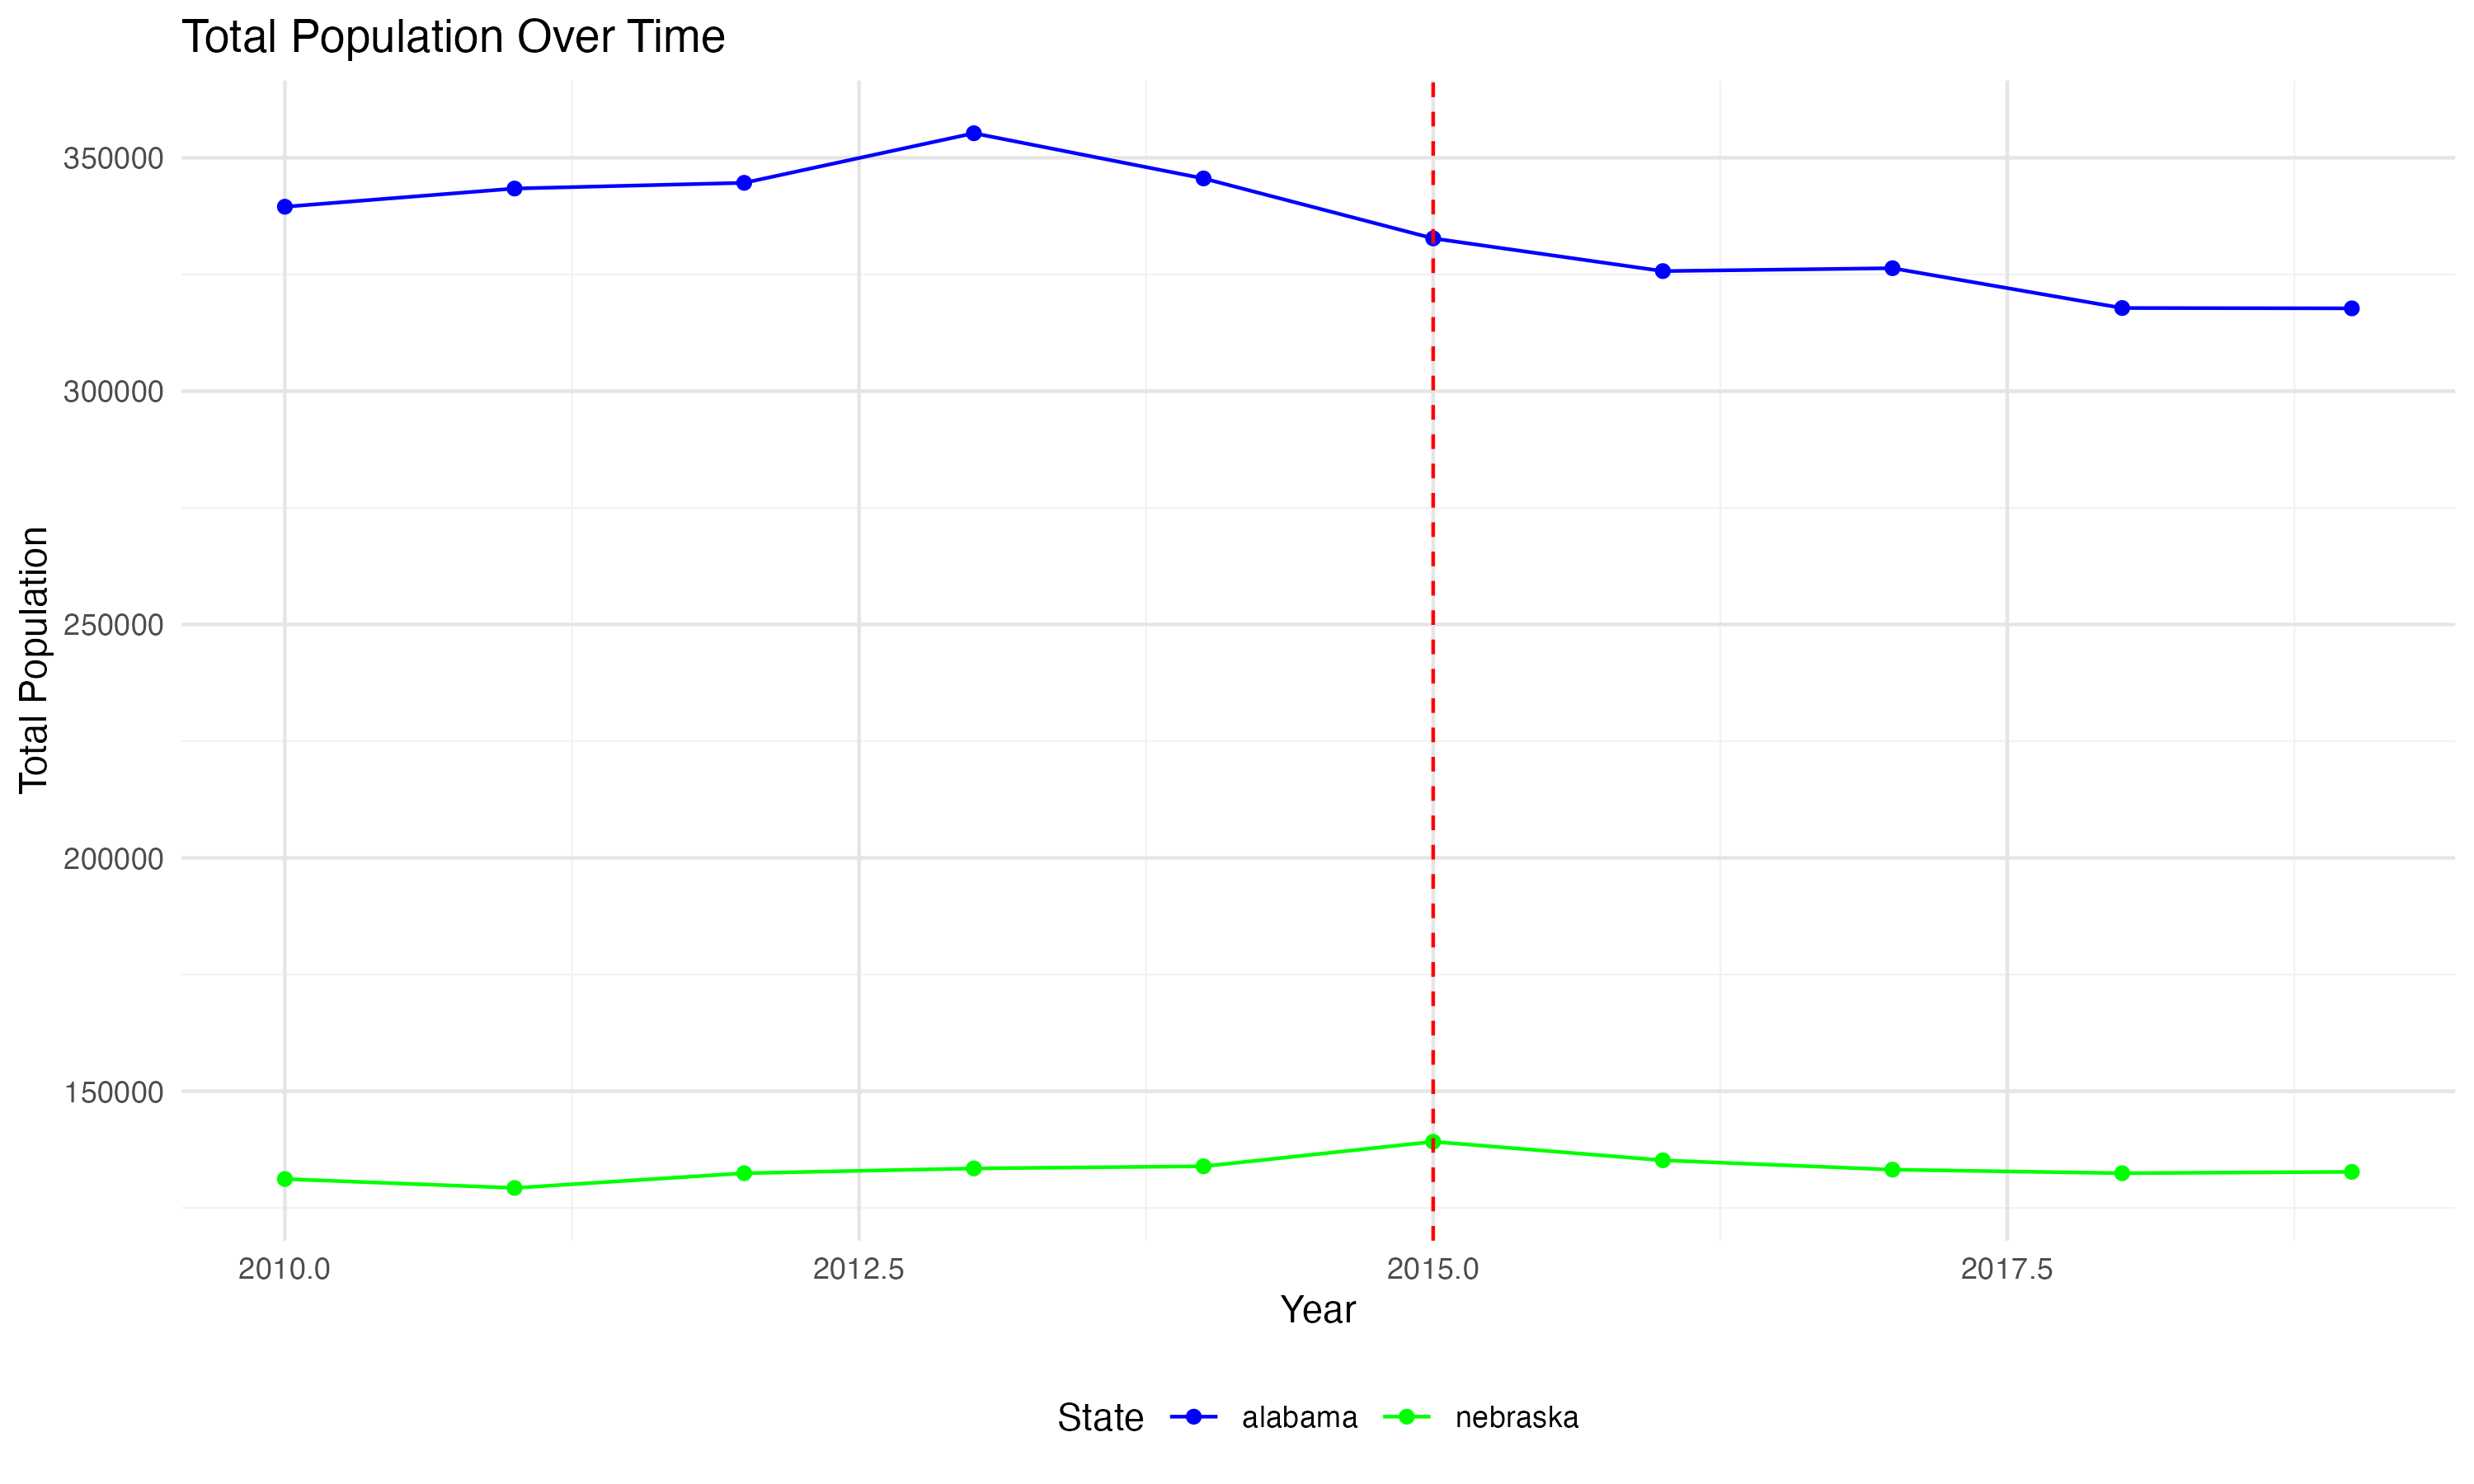 Total Population Over Time
Total Population
350000
300000
250000
200000
150000
2010.0 2012.5 2015.0 2017.5
Year
State alabama nebraska